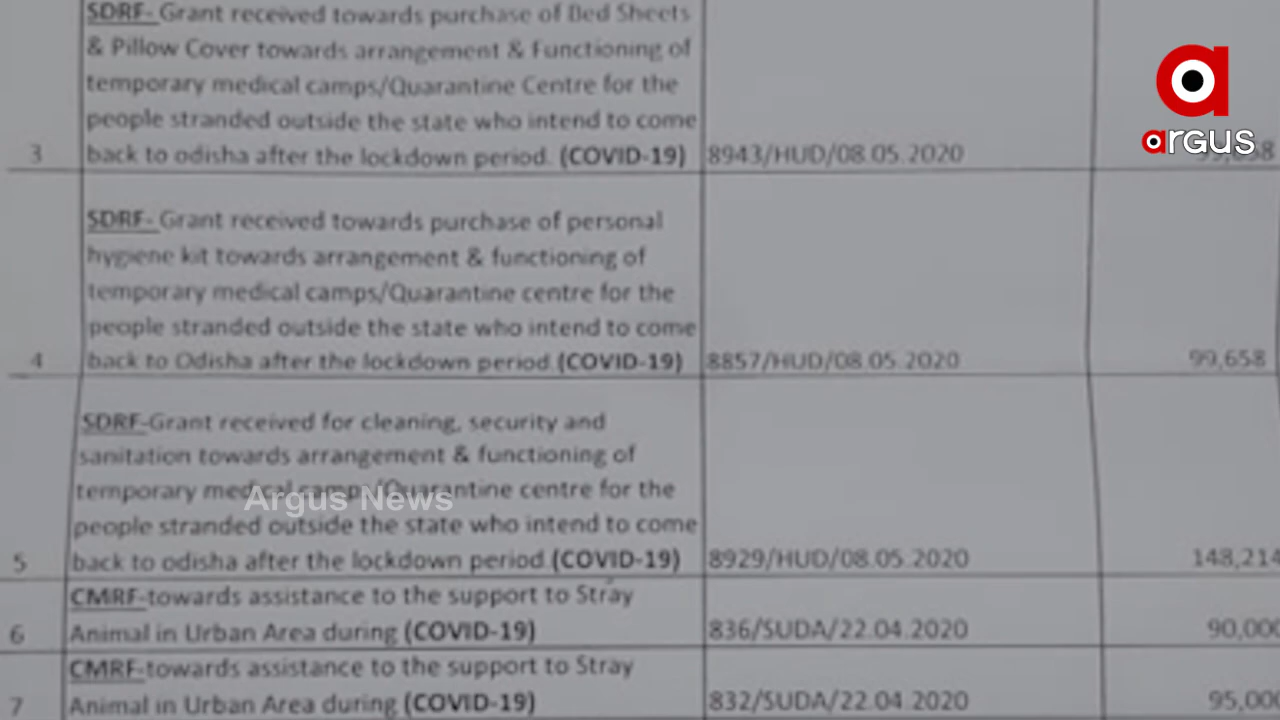 SDRF- Grant received towards purchase of Bed Sheets
& Pillow Cover towards arrangement & Functioning of
temporary medical camps/Quarantine Centre for the
people stranded outside the state who intend to come
3 back to odisha after the lockdown period. (COVID-19) 8943/HUD/08.05.2020
argus
SDRF- Grant received towards purchase of personal
hygiene kit towards arrangement & functioning of
temporary medical camps/Quarantine centre for the
people stranded outside the state who intend to come
4 back to Odisha after the lockdown period (COVID-19) 8857/HUD/08.05.2020 99,658
SDRF-Grant received for cleaning, security and
sanitation towards arrangement & functioning of
temporary medical camps/Quarantine centre for the
Argus News
people stranded outside the state who intend to come
5 back to odisha after the lockdown period.(COVID-19) 8929/HUD/08.05.2020 148,214
CMRF-towards assistance to the support to Stray
6 Animal in Urban Area during (COVID-19) 836/SUDA/22.04.2020 90,000
CMRF-towards assistance to the support to Stray
7 Animal in Urban Area during (COVID-19) 832/SUDA/22.04.2020 95,000